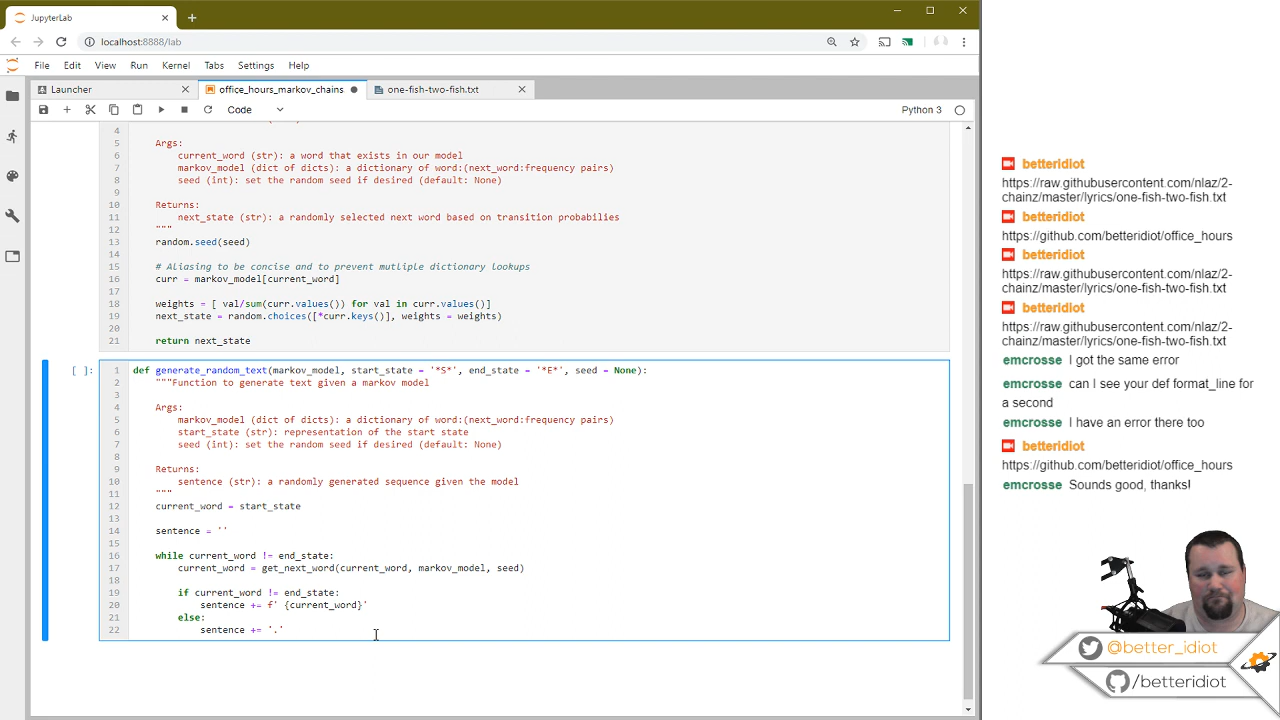 JupyterLab
localhost:8888/lab
File Edit View Run Kernel Tabs Settings Help
Launcher office_hours_markov_chains one-fish-two-fish.txt
Code Python 3
4
5 Args:
6 current_word (str): a word that exists in our model
7 markov_model (dict of dicts): a dictionary of word:(next_word:frequency pairs)
8 seed (int): set the random seed if desired (default: None)
9
10 Returns:
11 next_state (str): a randomly selected next word based on transition probabilies
12 """
13 random.seed(seed)
14
15 # Aliasing to be concise and to prevent mutliple dictionary lookups
16 curr = markov_model[current_word]
17
18 weights = [ val/sum(curr.values()) for val in curr.values()]
19 next_state = random.choices([*curr.keys()], weights = weights)
20
21 return next_state
[ ]: 1 def generate_random_text(markov_model, start_state = '*S*', end_state = '*E*', seed = None):
2 """Function to generate text given a markov model
3
4 Args:
5 markov_model (dict of dicts): a dictionary of word:(next_word:frequency pairs)
6 start_state (str): representation of the start state
7 seed (int): set the random seed if desired (default: None)
8
9 Returns:
10 sentence (str): a randomly generated sequence given the model
11 """
12 current_word = start_state
13
14 sentence = ''
15
16 while current_word != end_state:
17 current_word = get_next_word(current_word, markov_model, seed)
18
19 if current_word != end_state:
20 sentence += f' {current_word}'
21 else:
22 sentence += '.'
betteridiot
https://raw.githubusercontent.com/nlaz/2-
chainz/master/lyrics/one-fish-two-fish.txt
betteridiot
https://github.com/betteridiot/office_hours
betteridiot
https://raw.githubusercontent.com/nlaz/2-
chainz/master/lyrics/one-fish-two-fish.txt
betteridiot
https://raw.githubusercontent.com/nlaz/2-
chainz/master/lyrics/one-fish-two-fish.txt
emcrosse I got the same error
emcrosse can I see your def format_line for
a second
emcrosse I have an error there too
betteridiot
https://github.com/betteridiot/office_hours
emcrosse Sounds good, thanks!
@better_idiot
/betteridiot